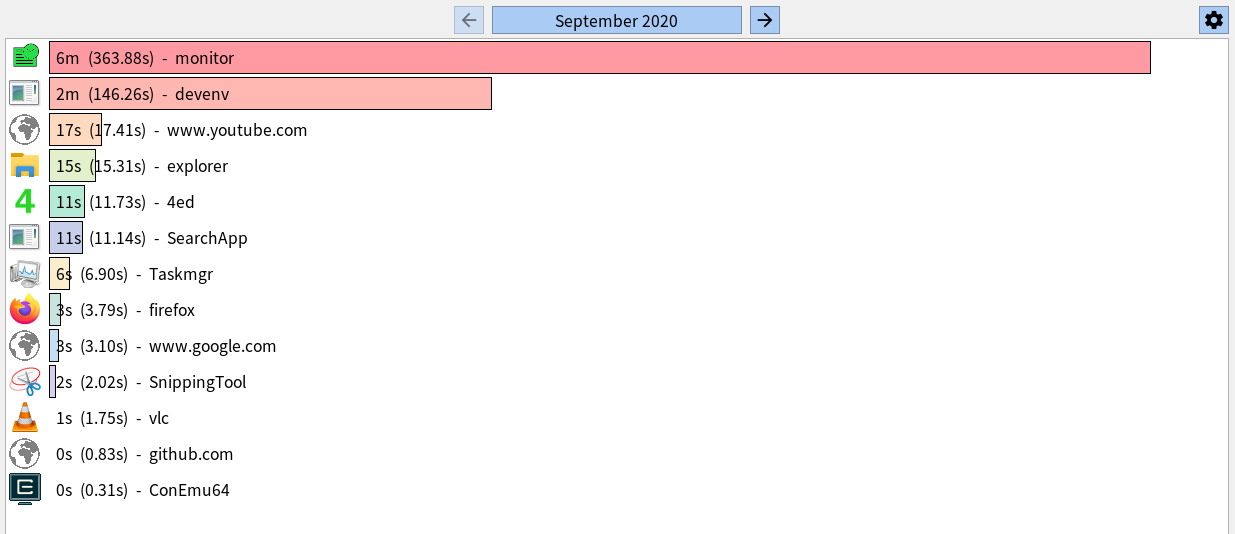 September 2020
6m (363.88s) - monitor
2m (146.26s) - devenv
17s (17.41s) - www.youtube.com
15s (15.31s) - explorer
4 11s (11.73s) - 4ed
11s (11.14s) - SearchApp
6s (6.90s) - Taskmgr
3s (3.79s) - firefox
3s (3.10s) - www.google.com
2s (2.02s) - SnippingTool
1s (1.75s) - vlc
0s (0.83s) - github.com
0s (0.31s) - ConEmu64